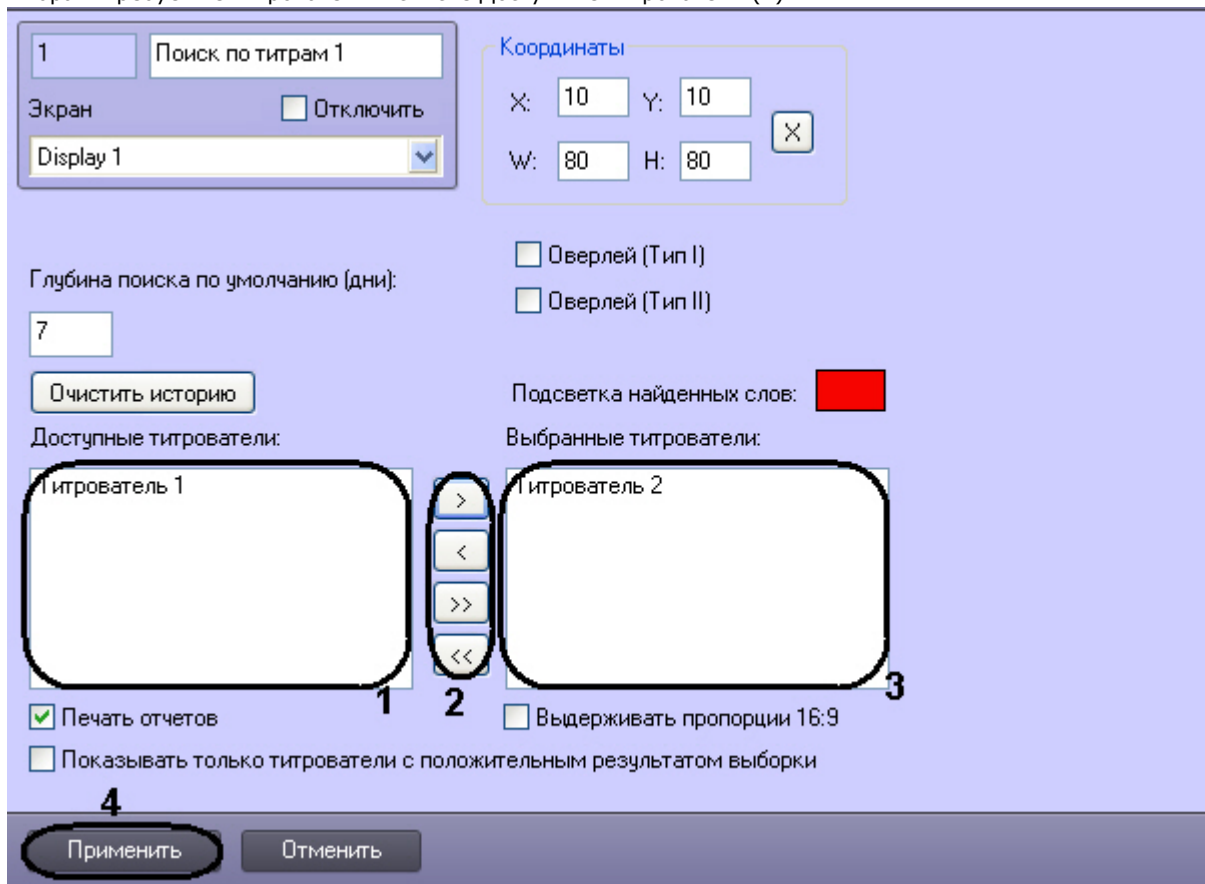 1 Поиск по титрам 1
Экран Отключить
Display 1
Координаты
X: 10 Y: 10
X
W: 80 H: 80
Глубина поиска по умолчанию (дни):
7
Оверлей (Тип I)
Оверлей (Тип II)
Очистить историю
Подсветка найденных слов:
Доступные титрователи:
Выбранные титрователи:
Титрователь 1
>
<
>>
<<
Титрователь 2
1
2
3
Печать отчетов
Выдерживать пропорции 16:9
Показывать только титрователи с положительным результатом выборки
4
Применить
Отменить